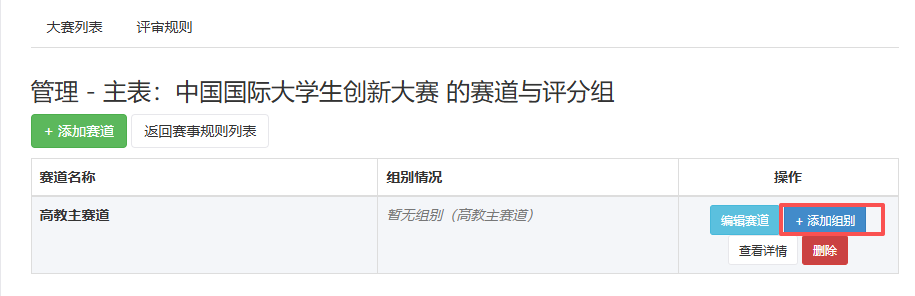 大赛列表 评审规则
管理 - 主表：中国国际大学生创新大赛 的赛道与评分组
+ 添加赛道 返回赛事规则列表
赛道名称 组别情况 操作
高教主赛道 暂无组别（高教主赛道） 编辑赛道 + 添加组别
查看详情 删除